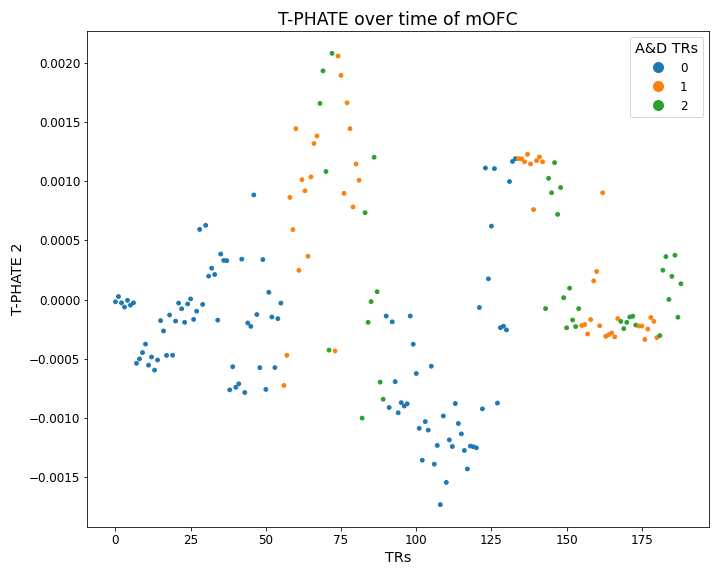 T-PHATE over time of mOFC
A&D TRs
0
1
2
0.0020
0.0015
0.0010
0.0005
0.0000
−0.0005
−0.0010
−0.0015
T-PHATE 2
0 25 50 75 100 125 150 175
TRs